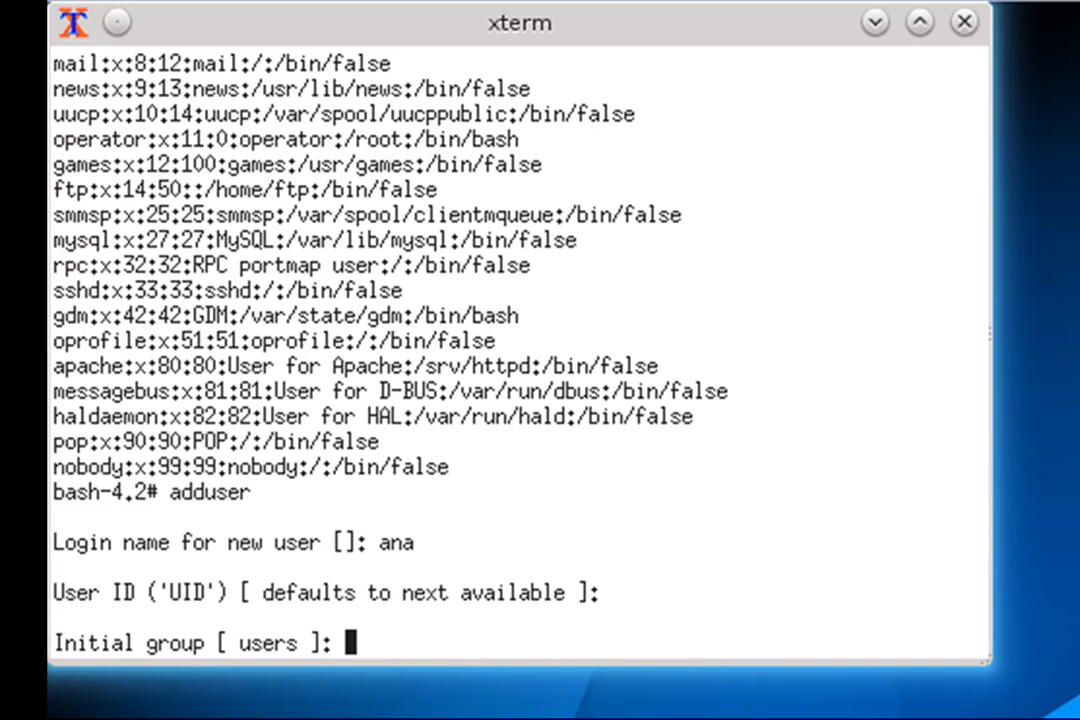 xterm
mail:x:8:12:mail:/:/bin/false
news:x:9:13:news:/usr/lib/news:/bin/false
uucp:x:10:14:uucp:/var/spool/uucppublic:/bin/false
operator:x:11:0:operator:/root:/bin/bash
games:x:12:100:games:/usr/games:/bin/false
ftp:x:14:50::/home/ftp:/bin/false
smmsp:x:25:25:smmsp:/var/spool/clientmqueue:/bin/false
mysql:x:27:27:MySQL:/var/lib/mysql:/bin/false
rpc:x:32:32:RPC portmap user:/:/bin/false
sshd:x:33:33:sshd:/:/bin/false
gdm:x:42:42:GDM:/var/state/gdm:/bin/bash
oprofile:x:51:51:oprofile:/:/bin/false
apache:x:80:80:User for Apache:/srv/httpd:/bin/false
messagebus:x:81:81:User for D-BUS:/var/run/dbus:/bin/false
haldaemon:x:82:82:User for HAL:/var/run/hald:/bin/false
pop:x:90:90:POP:/:/bin/false
nobody:x:99:99:nobody:/:/bin/false
bash-4.2# adduser
Login name for new user []: ana
User ID ('UID') [ defaults to next available ]:
Initial group [ users ]: